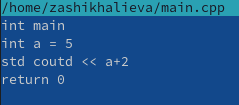 /home/zashikhalieva/main.cpp
int main
int a = 5
std coutd << a+2
return 0